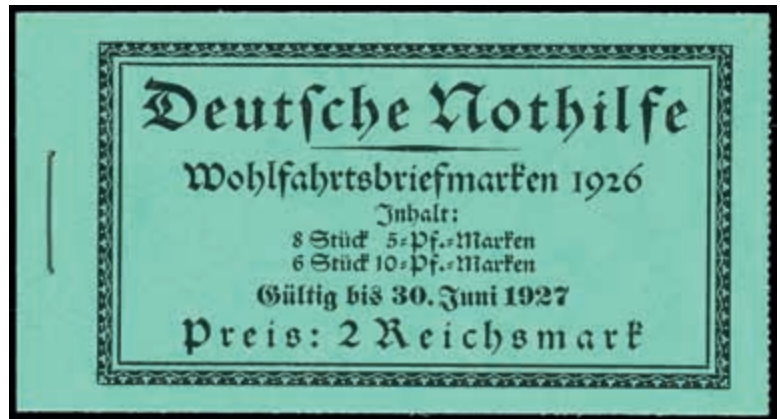 Deutſche Nothilfe
Wohlfahrtsbriefmarken 1926
Inhalt:
8 Stück 5=Pf.=Marken
6 Stück 10=Pf.=Marken
Gültig bis 30. Juni 1927
Preis: 2 Reichsmark